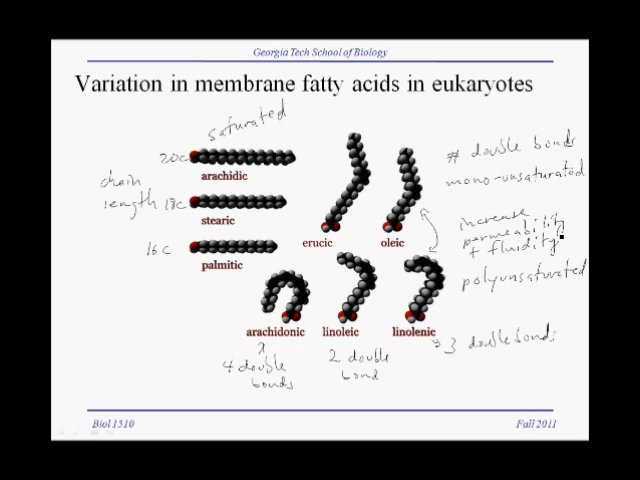 Georgia Tech School of Biology
Variation in membrane fatty acids in eukaryotes
saturated
20c
arachidic
chain
length
18c
stearic
16 c
palmitic
erucic
oleic
# double bonds
mono-unsaturated
increase
permeability
+ fluidity
polyunsaturated
arachidonic
linoleic
linolenic
4 double
bonds
2 double
bond
3 double bonds
Biol 1510
Fall 2011